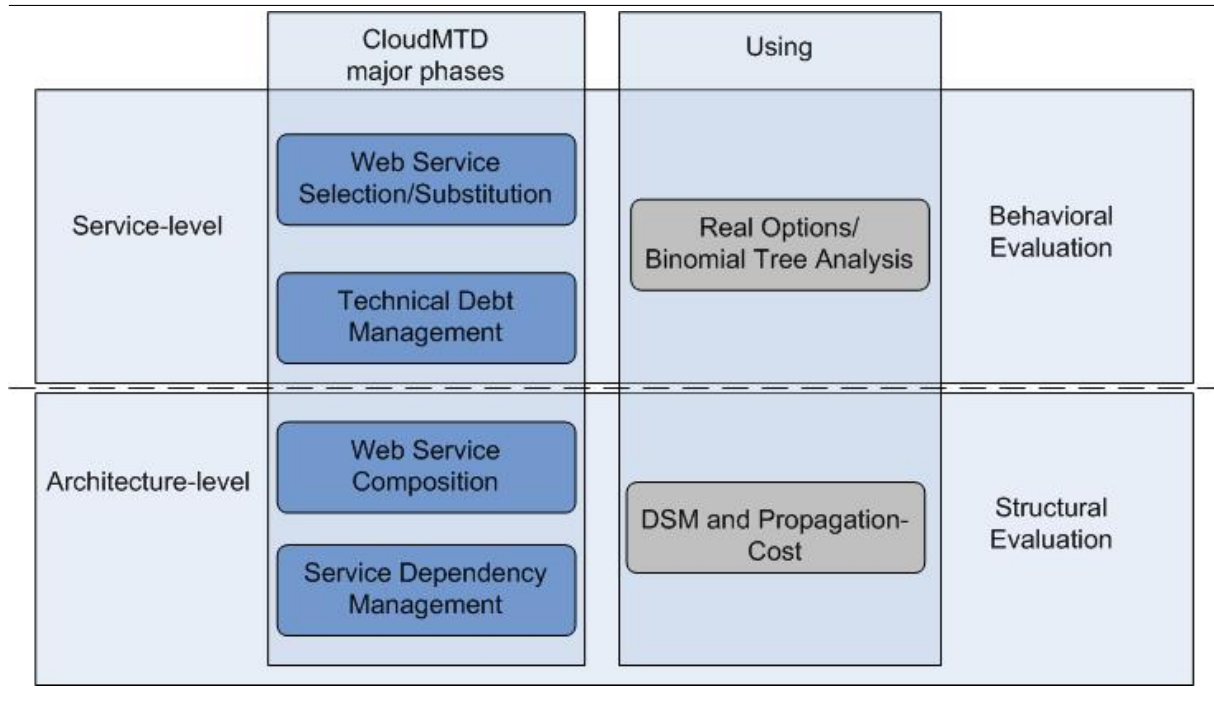 CloudMTD
major phases
Using
Service-level
Web Service
Selection/Substitution
Technical Debt
Management
Real Options/
Binomial Tree Analysis
Behavioral
Evaluation
Architecture-level
Web Service
Composition
Service Dependency
Management
DSM and Propagation-
Cost
Structural
Evaluation